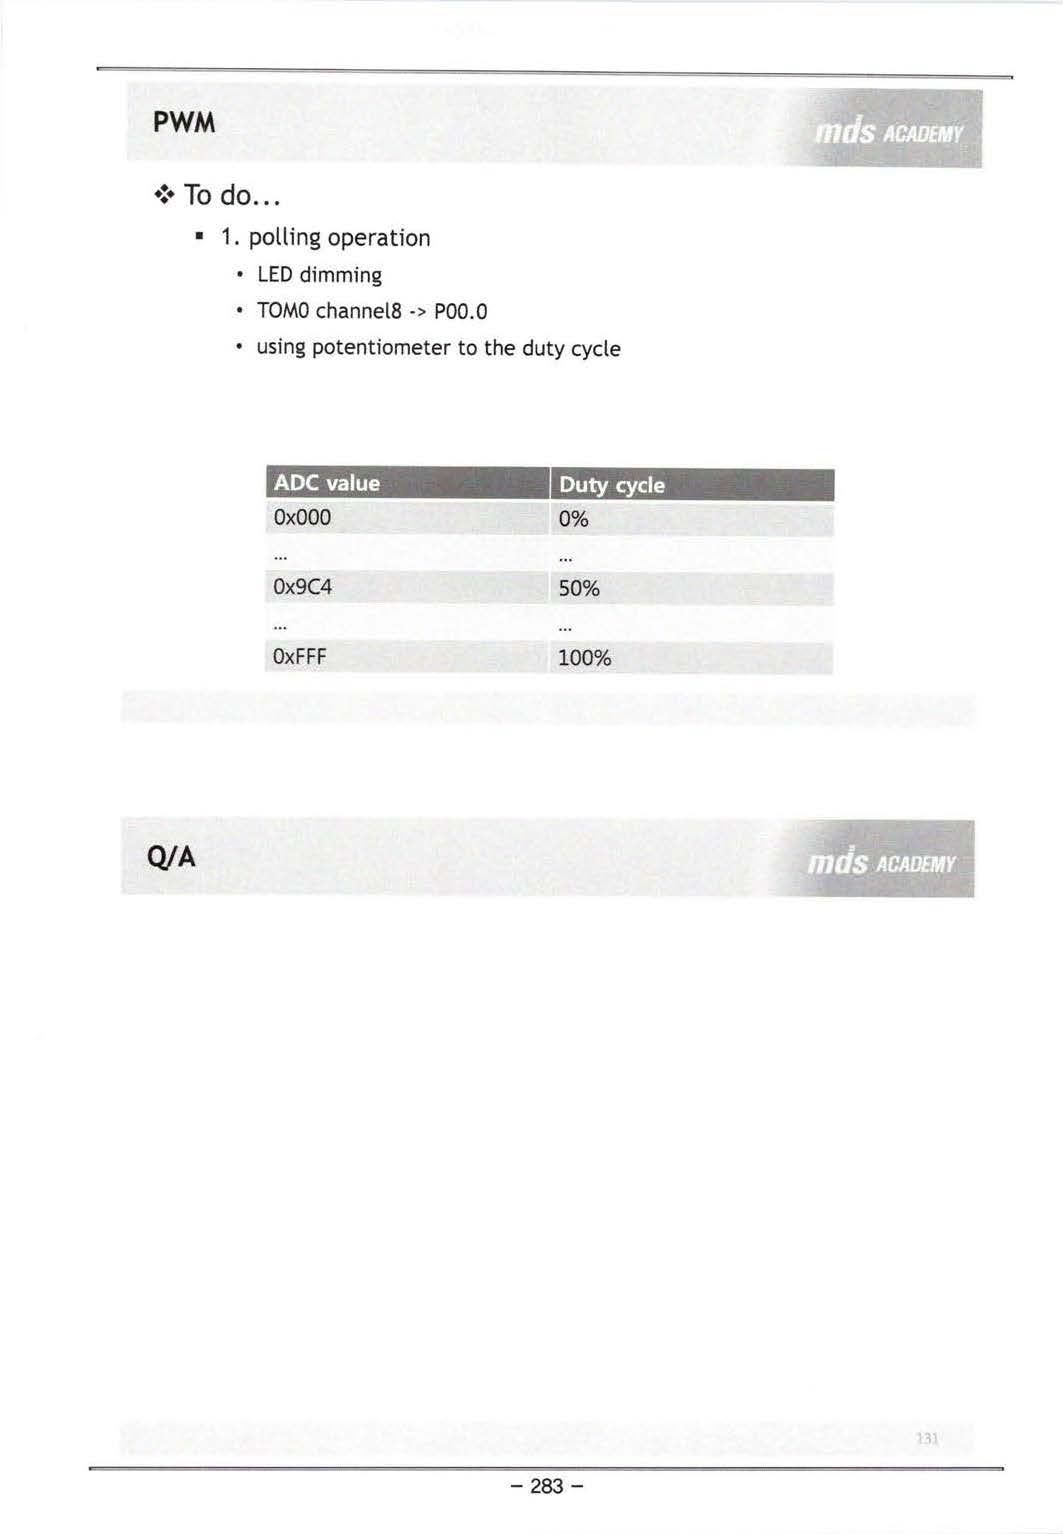 PWM
mds ACADEMY
❖ To do...
▪ 1. polling operation
• LED dimming
• TOM0 channel8 -> P00.0
• using potentiometer to the duty cycle
ADC value Duty cycle
0x000 0%
... ...
0x9C4 50%
... ...
0xFFF 100%
Q/A
mds ACADEMY
131
- 283 -